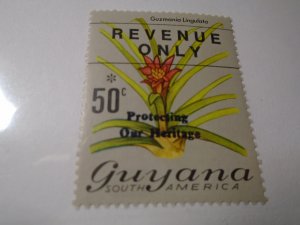 Guzmania Lingulata
REVENUE
ONLY
*
50c
Protecting
Our Heritage
Guyana
SOUTH AMERICA